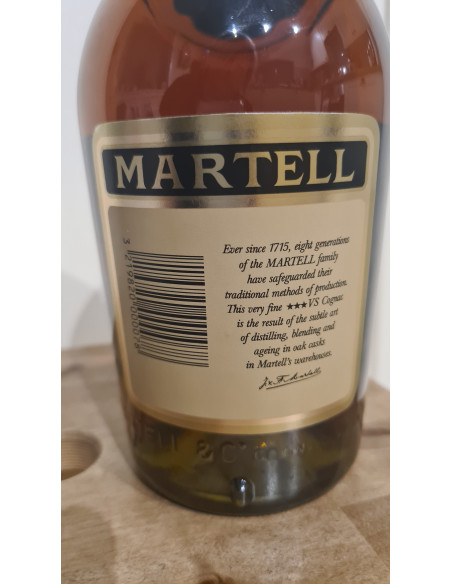 MARTELL
Ever since 1715, eight generations
of the MARTELL family
have safeguarded their
traditional methods of production.
This very fine ★★★VS Cognac
is the result of the subtle art
of distilling, blending and
ageing in oak casks
in Martell's warehouses.